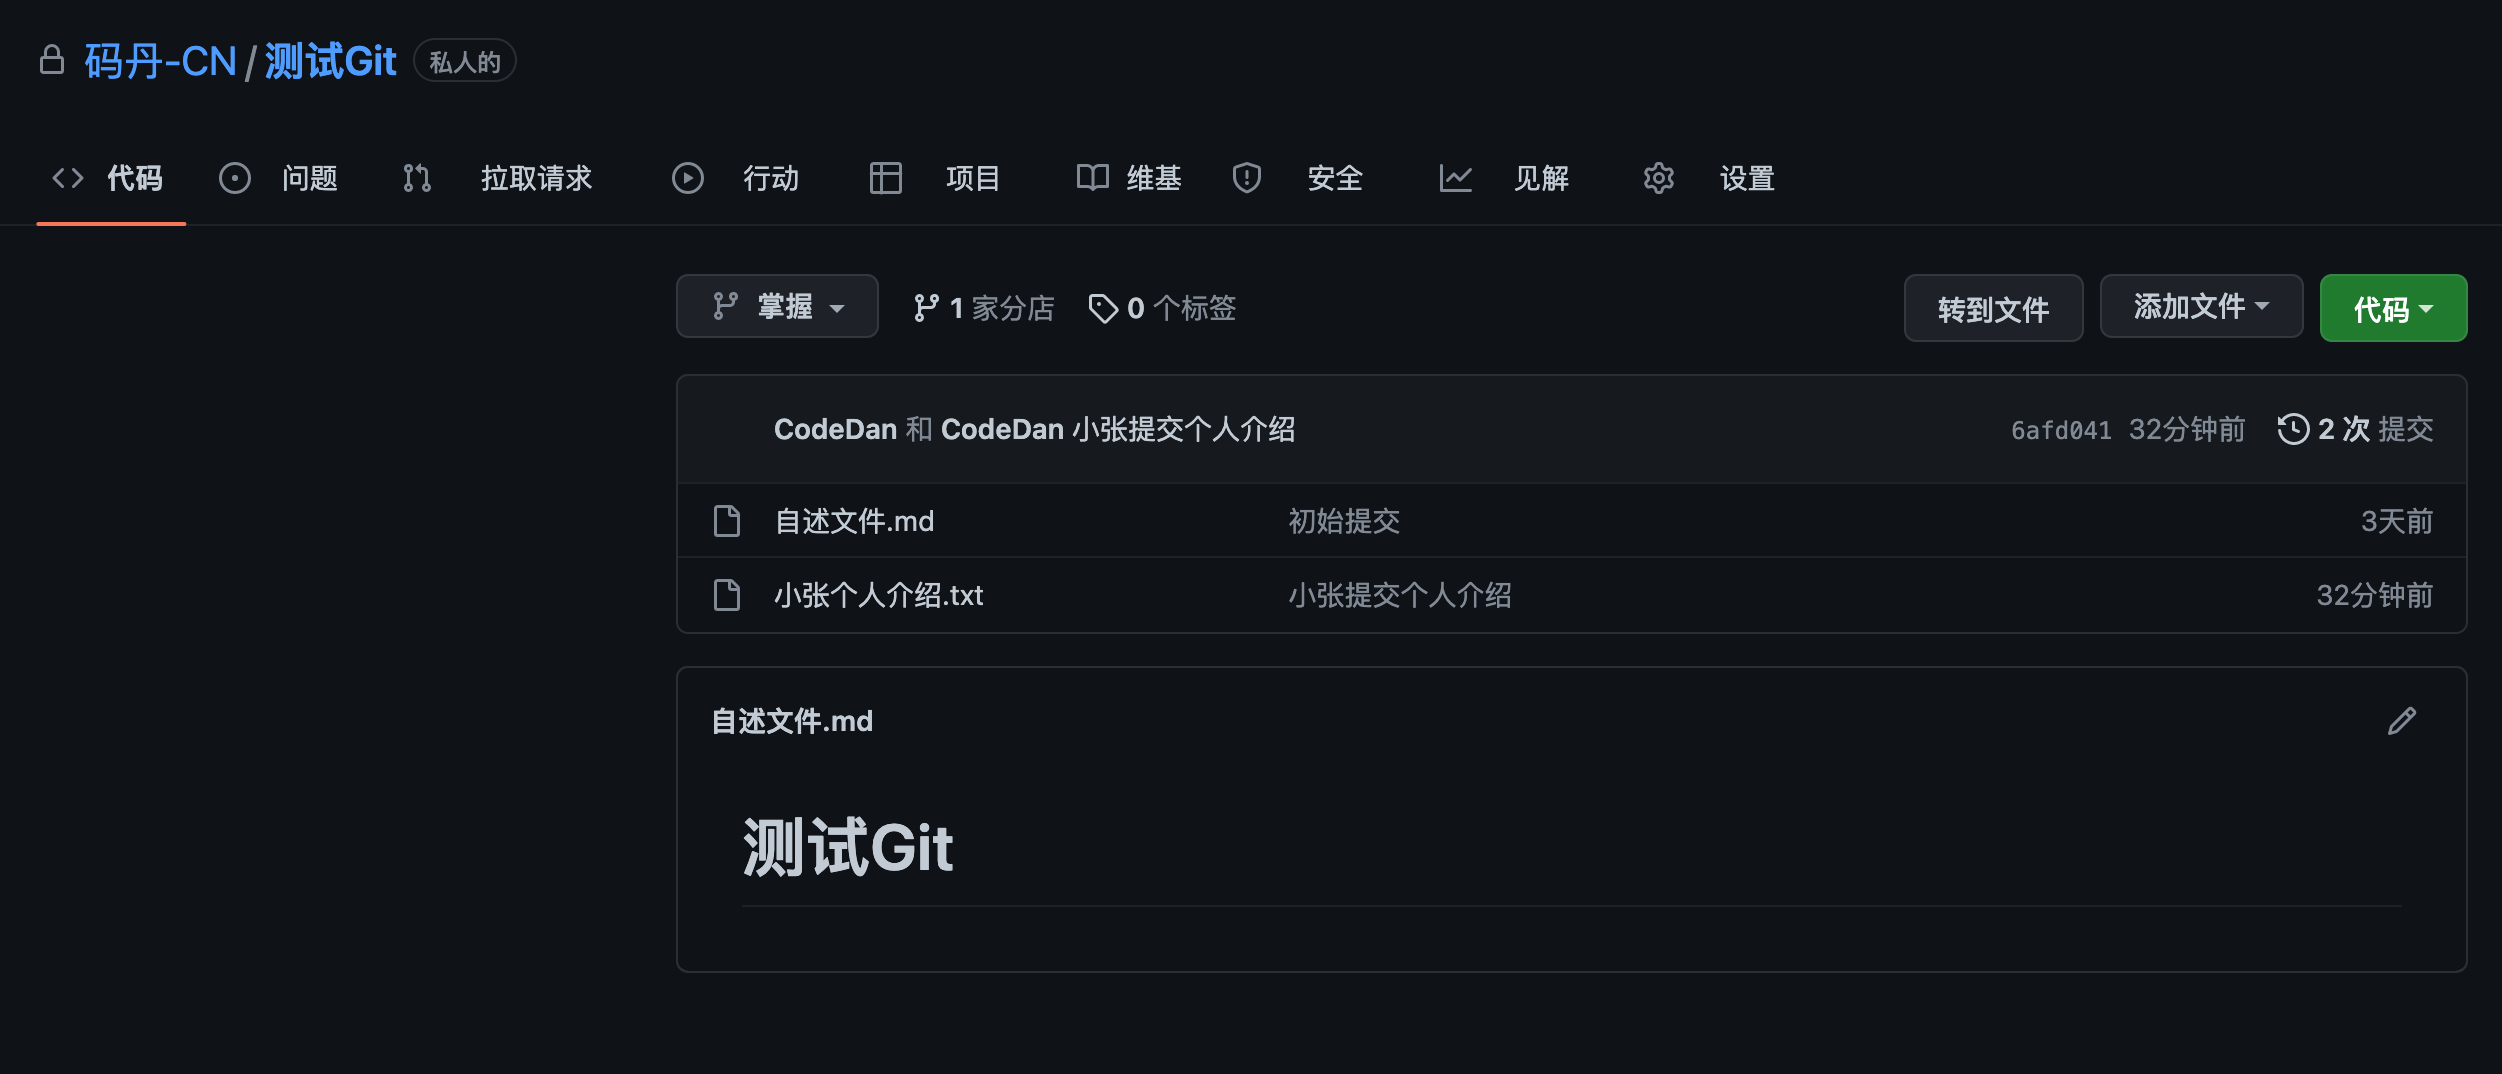 码丹-CN/测试Git 私人的
代码 问题 拉取请求 行动 项目 维基 安全 见解 设置
掌握 1 家分店 0 个标签 转到文件 添加文件 代码
CodeDan 和 CodeDan 小张提交个人介绍 6afd041 32分钟前 2 次 提交
自述文件.md 初始提交 3天前
小张个人介绍.txt 小张提交个人介绍 32分钟前
自述文件.md
测试Git